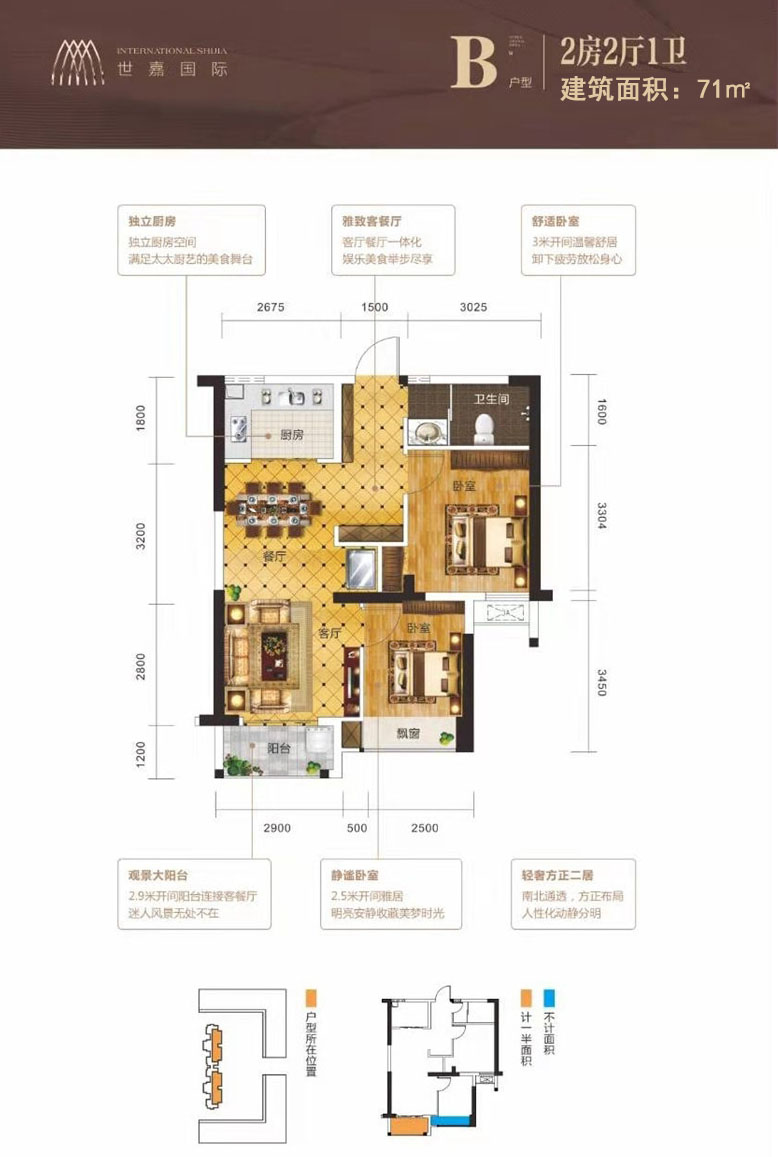 INTERNATIONAL SHIJIA
世嘉国际
B
户型
2房2厅1卫
建筑面积：71㎡
独立厨房
独立厨房空间
满足太太厨艺的美食舞台
雅致客餐厅
客厅餐厅一体化
娱乐美食举步尽享
舒适卧室
3米开间温馨舒居
卸下疲劳放松身心
2675
1500
3025
1800
3200
2800
1200
1600
3304
3450
厨房
卫生间
卧室
餐厅
客厅
卧室
阳台
飘窗
2900
500
2500
观景大阳台
2.9米开间阳台连接客餐厅
迷人风景无处不在
静谧卧室
2.5米开间雅居
明亮安静收藏美梦时光
轻奢方正二居
南北通透，方正布局
人性化动静分明
户型所在位置
计一半面积
不计面积